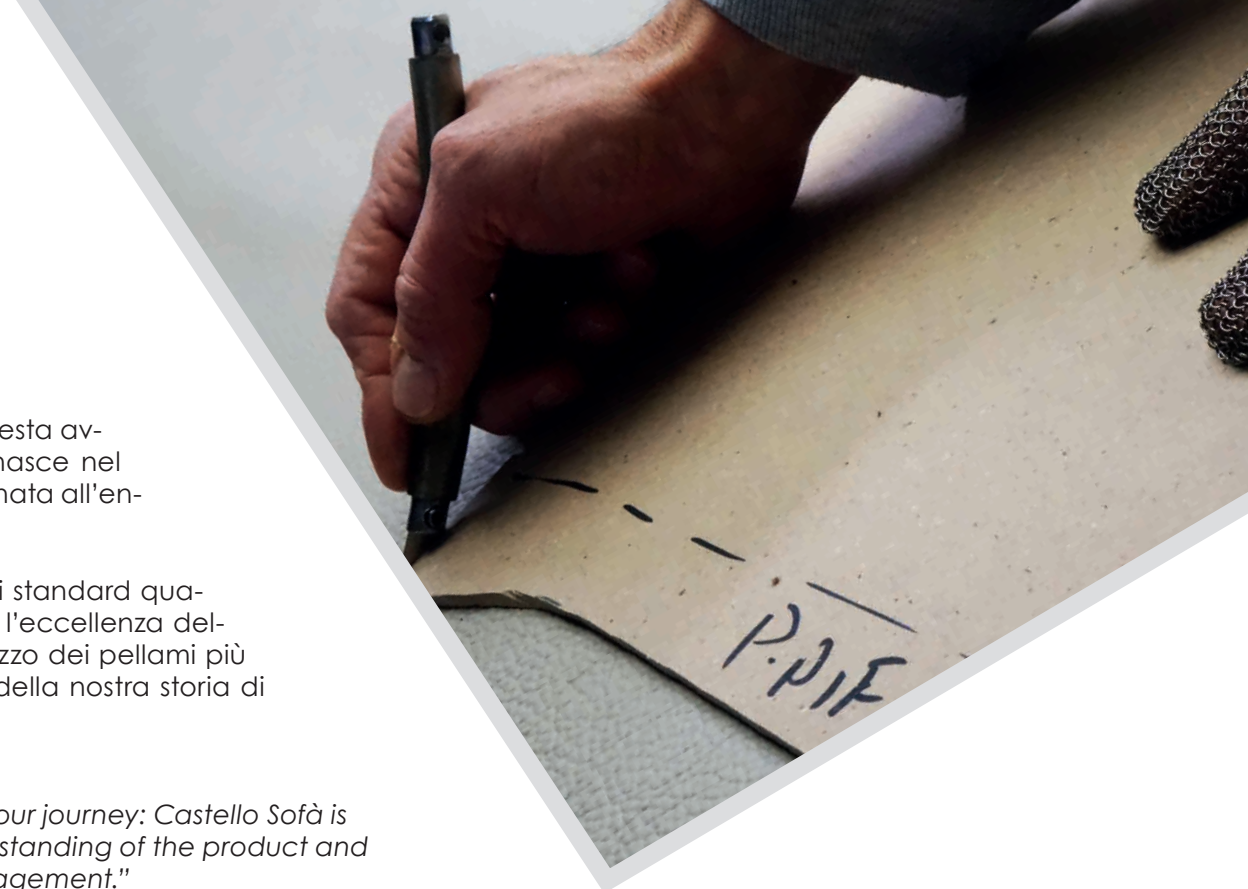 esta av-
nasce nel
nata all'en-
i standard qua-
l'eccellenza del-
zzo dei pellami più
della nostra storia di
our journey: Castello Sofà is
standing of the product and
agement.”
P.PIE